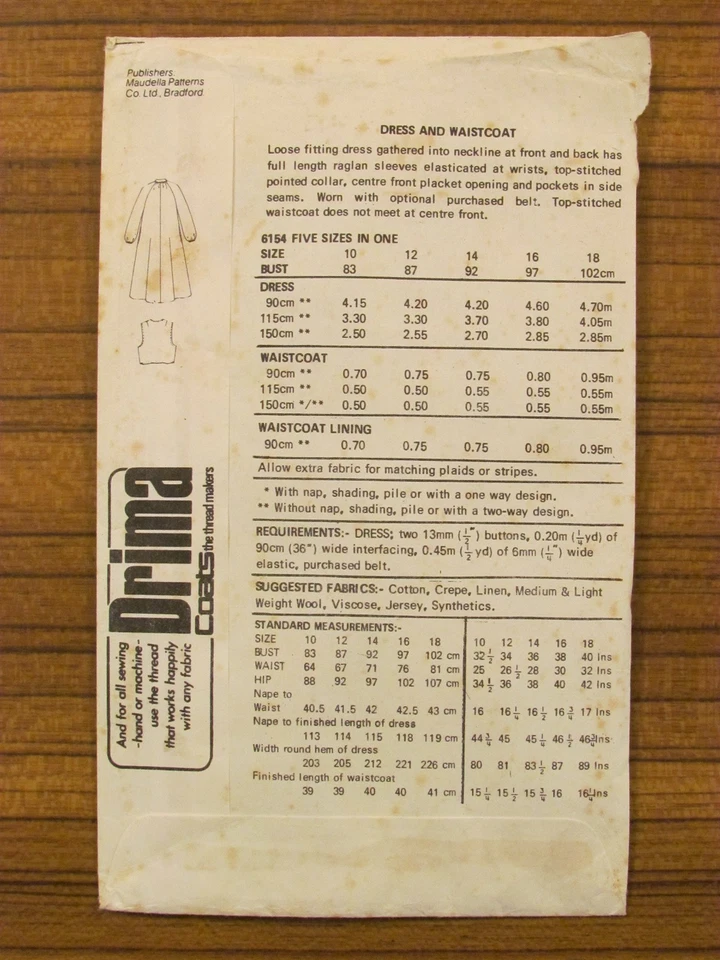 Publishers
Maudella Patterns
Co. Ltd., Bradford.
DRESS AND WAISTCOAT
Loose fitting dress gathered into neckline at front and back has
full length raglan sleeves elasticated at wrists, top-stitched
pointed collar, centre front placket opening and pockets in side
seams. Worn with optional purchased belt. Top-stitched
waistcoat does not meet at centre front.
6154 FIVE SIZES IN ONE
SIZE 10 12 14 16 18
BUST 83 87 92 97 102cm
DRESS
90cm ** 4.15 4.20 4.20 4.60 4.70m
115cm ** 3.30 3.30 3.70 3.80 4.05m
150cm ** 2.50 2.55 2.70 2.85 2.85m
WAISTCOAT
90cm ** 0.70 0.75 0.75 0.80 0.95m
115cm ** 0.50 0.50 0.55 0.55 0.55m
150cm */** 0.50 0.50 0.55 0.55 0.55m
WAISTCOAT LINING
90cm ** 0.70 0.75 0.75 0.80 0.95m
Allow extra fabric for matching plaids or stripes.
* With nap, shading, pile or with a one way design.
** Without nap, shading, pile or with a two-way design.
REQUIREMENTS:- DRESS; two 13mm (½") buttons, 0.20m (¼yd) of
90cm (36") wide interfacing, 0.45m (½yd) of 6mm (¼") wide
elastic, purchased belt.
SUGGESTED FABRICS:- Cotton, Crepe, Linen, Medium & Light
Weight Wool, Viscose, Jersey, Synthetics.
STANDARD MEASUREMENTS:-
SIZE 10 12 14 16 18 10 12 14 16 18
BUST 83 87 92 97 102 cm 32½ 34 36 38 40 Ins
WAIST 64 67 71 76 81 cm 25 26½ 28 30 32 Ins
HIP 88 92 97 102 107 cm 34½ 36 38 40 42 Ins
Nape to
Waist 40.5 41.5 42 42.5 43 cm 16 16¼ 16½ 16¾ 17 Ins
Nape to finished length of dress
113 114 115 118 119 cm 44¾ 45 45¼ 46½ 46¾Ins
Width round hem of dress
203 205 212 221 226 cm 80 81 83½ 87 89 Ins
Finished length of waistcoat
39 39 40 40 41 cm 15¼ 15½ 15¾ 16 16¼Ins
Drima
Coats the thread makers
And for all sewing
-hand or machine-
use the thread
that works happily
with any fabric